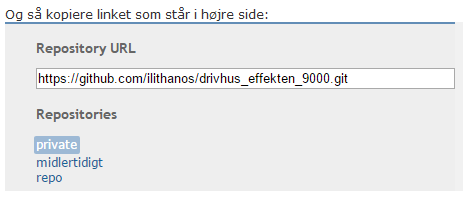 Og så kopiere linket som står i højre side:
Repository URL
https://github.com/ilithanos/drivhus_effekten_9000.git
Repositories
private
midlertidigt
repo